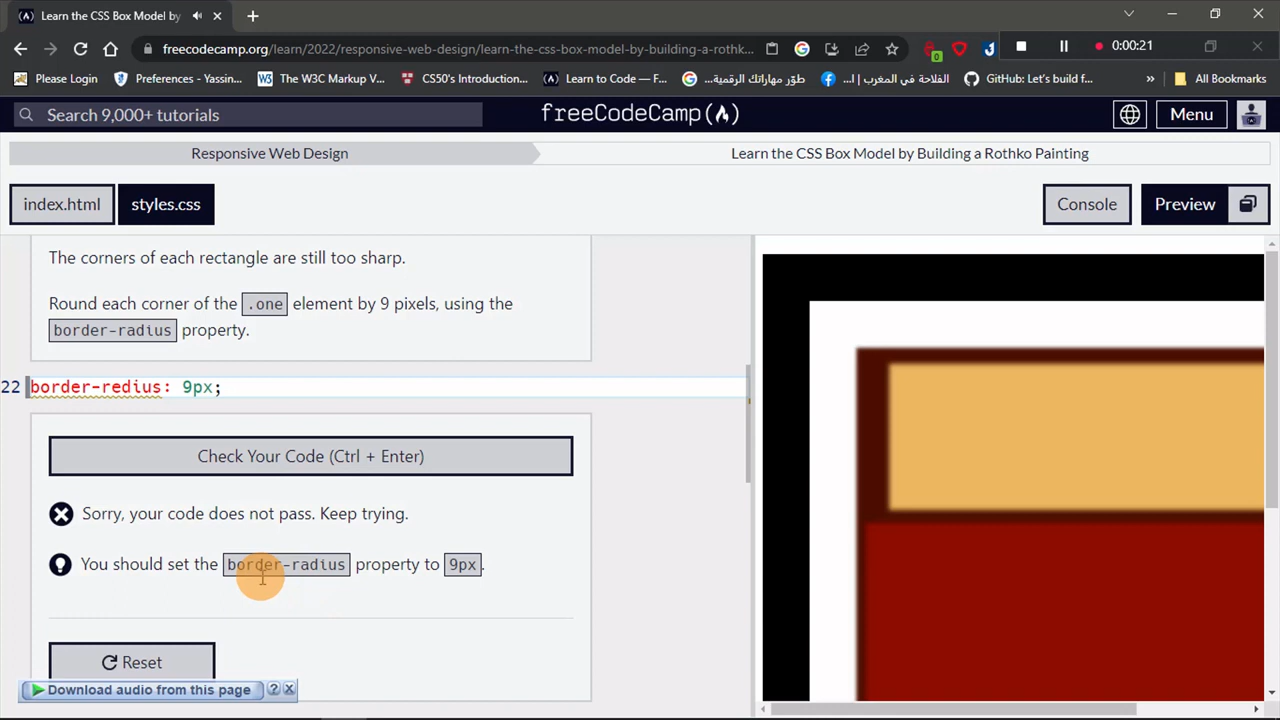 Learn the CSS Box Model by
0:00:21
freecodecamp.org/learn/2022/responsive-web-design/learn-the-css-box-model-by-building-a-rothk...
Please Login
Preferences – Yassin...
The W3C Markup V...
CS50's Introduction...
Learn to Code — F...
طوّر مهاراتك الرقمية...
الفلاحة في المغرب | ا...
GitHub: Let's build f...
»
All Bookmarks
Search 9,000+ tutorials
freeCodeCamp
Menu
Responsive Web Design
Learn the CSS Box Model by Building a Rothko Painting
index.html
styles.css
Console
Preview
The corners of each rectangle are still too sharp.
Round each corner of the .one element by 9 pixels, using the
border-radius property.
22 border-redius: 9px;
Check Your Code (Ctrl + Enter)
Sorry, your code does not pass. Keep trying.
You should set the border-radius property to 9px.
Reset
Download audio from this page